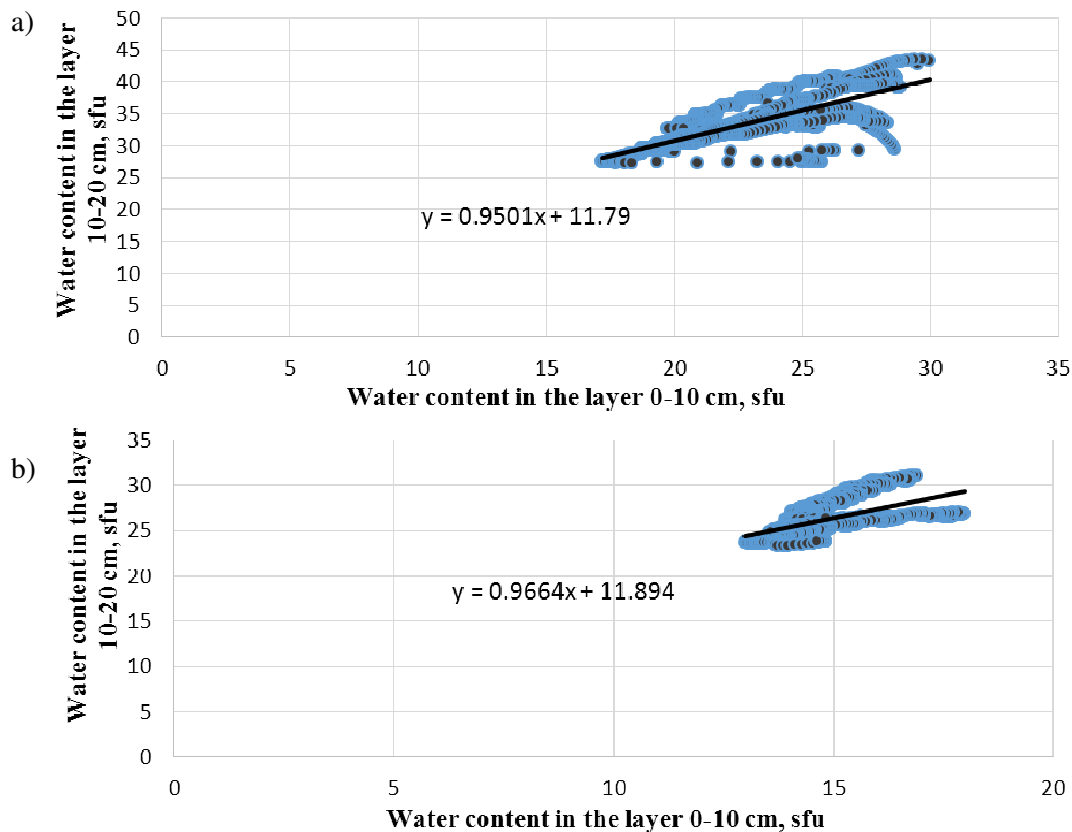 a)
Water content in the layer
10-20 cm, sfu
50
45
40
35
30
25
20
15
10
5
0
y = 0.9501x + 11.79
0 5 10 15 20 25 30 35
Water content in the layer 0-10 cm, sfu
b)
Water content in the layer
10-20 cm, sfu
35
30
25
20
15
10
5
0
y = 0.9664x + 11.894
0 5 10 15 20
Water content in the layer 0-10 cm, sfu